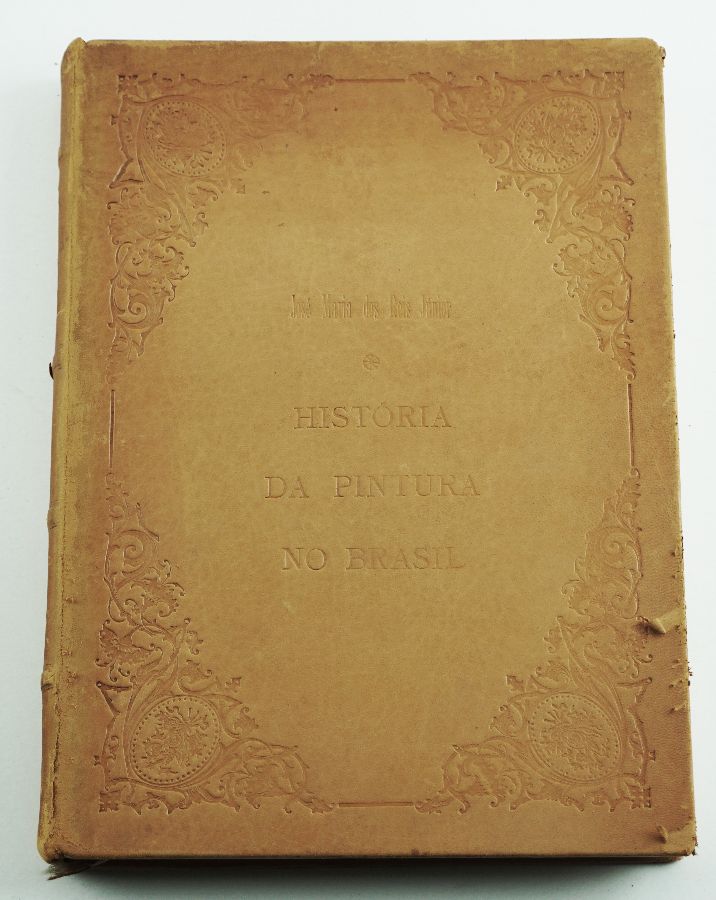 José Maria dos Reis Júnior
HISTÓRIA
DA PINTURA
NO BRASIL